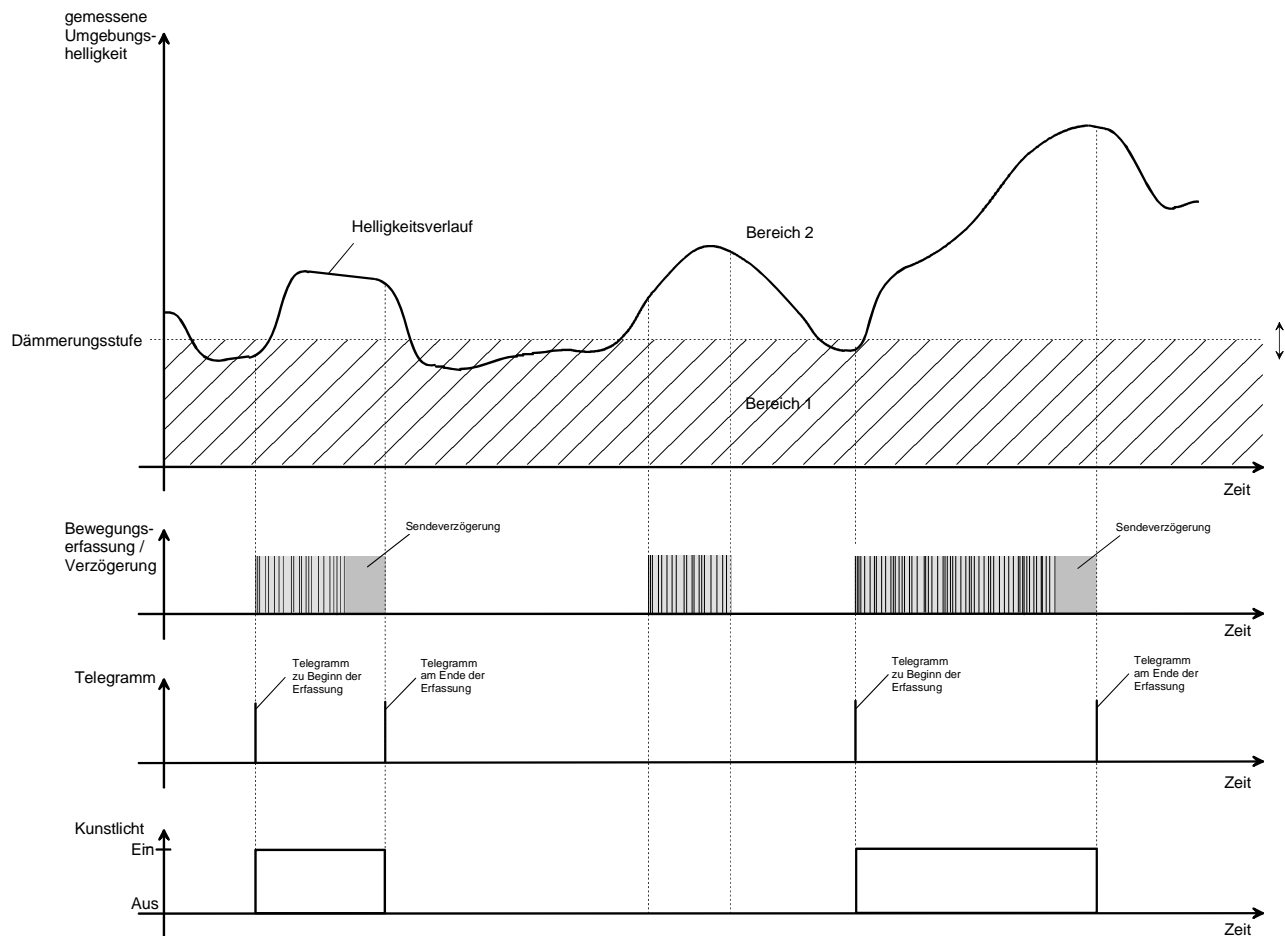 gemessene
Umgebungs-
helligkeit
Helligkeitsverlauf
Bereich 2
Dämmerungsstufe
Bereich 1
Zeit
Bewegungs-
erfassung /
Verzögerung
Sendeverzögerung
Sendeverzögerung
Zeit
Telegramm
Telegramm
zu Beginn der
Erfassung
Telegramm
am Ende der
Erfassung
Telegramm
zu Beginn der
Erfassung
Telegramm
am Ende der
Erfassung
Zeit
Kunstlicht
Ein
Aus
Zeit